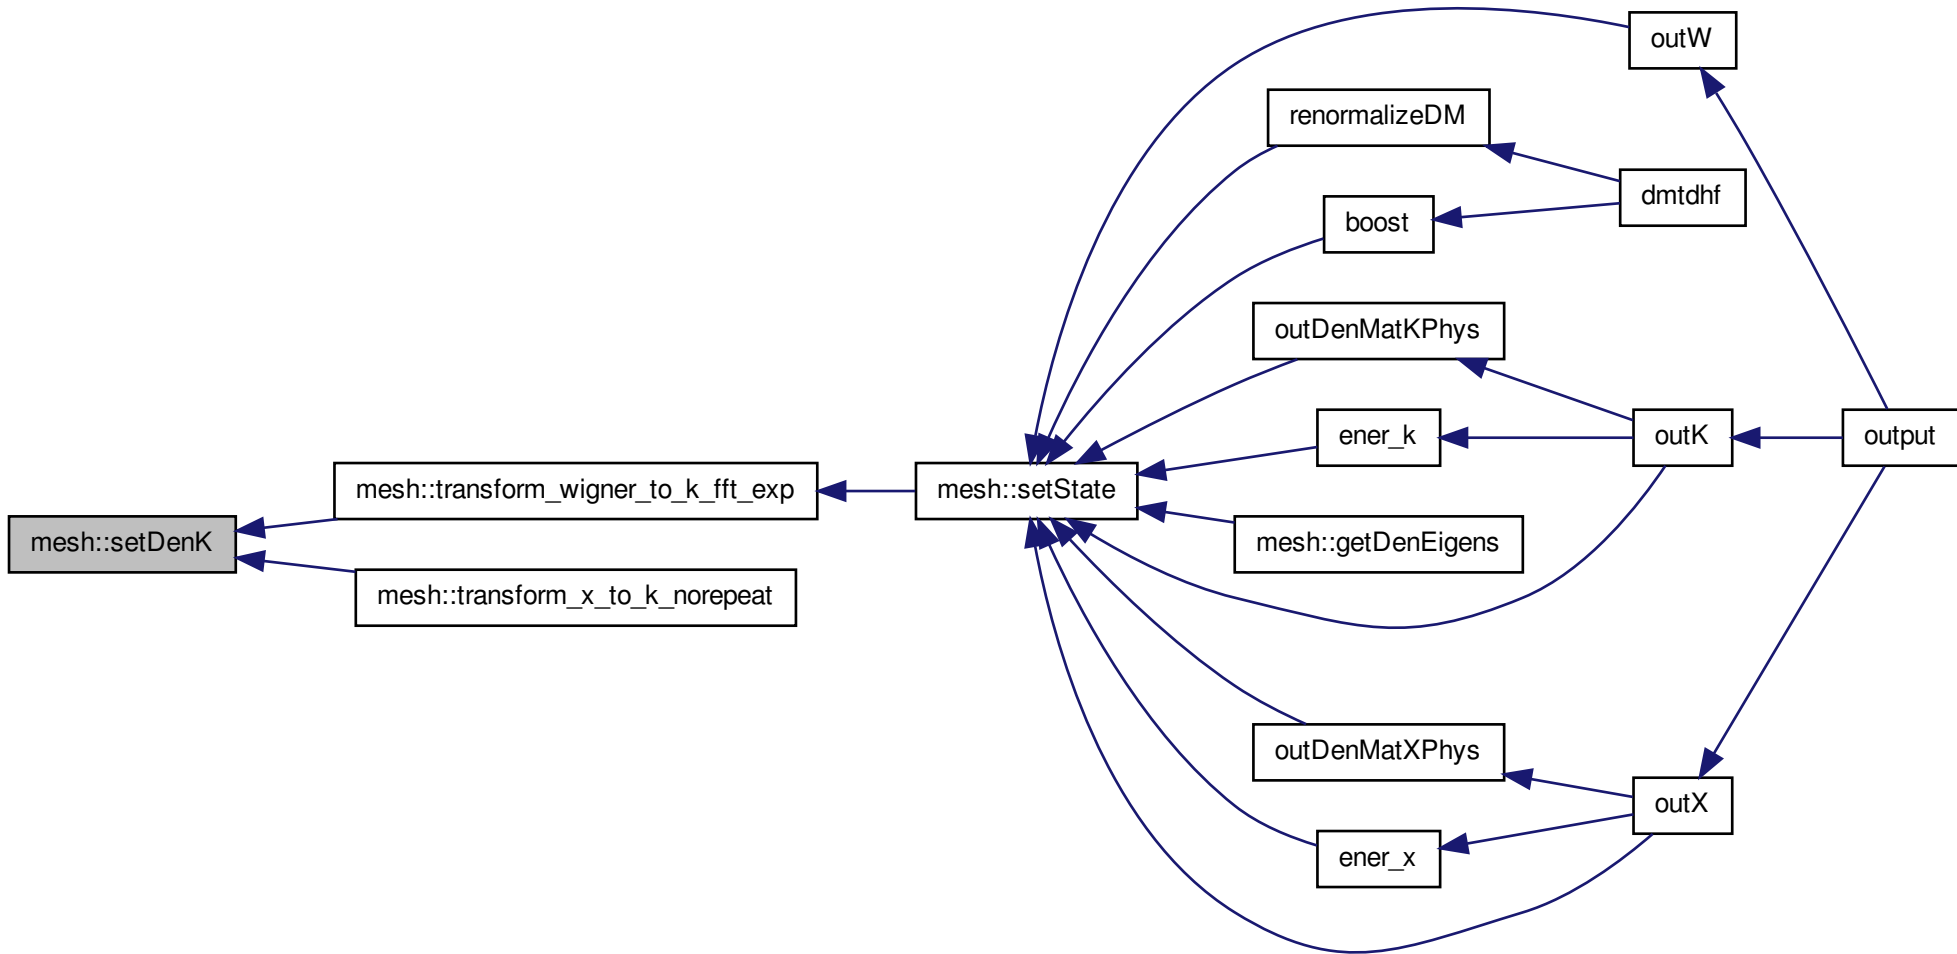 outW
renormalizeDM
dmtdhf
boost
outDenMatKPhys
ener_k
outK
output
mesh::transform_wigner_to_k_fft_exp
mesh::setState
mesh::setDenK
mesh::getDenEigens
mesh::transform_x_to_k_norepeat
outDenMatXPhys
outX
ener_x